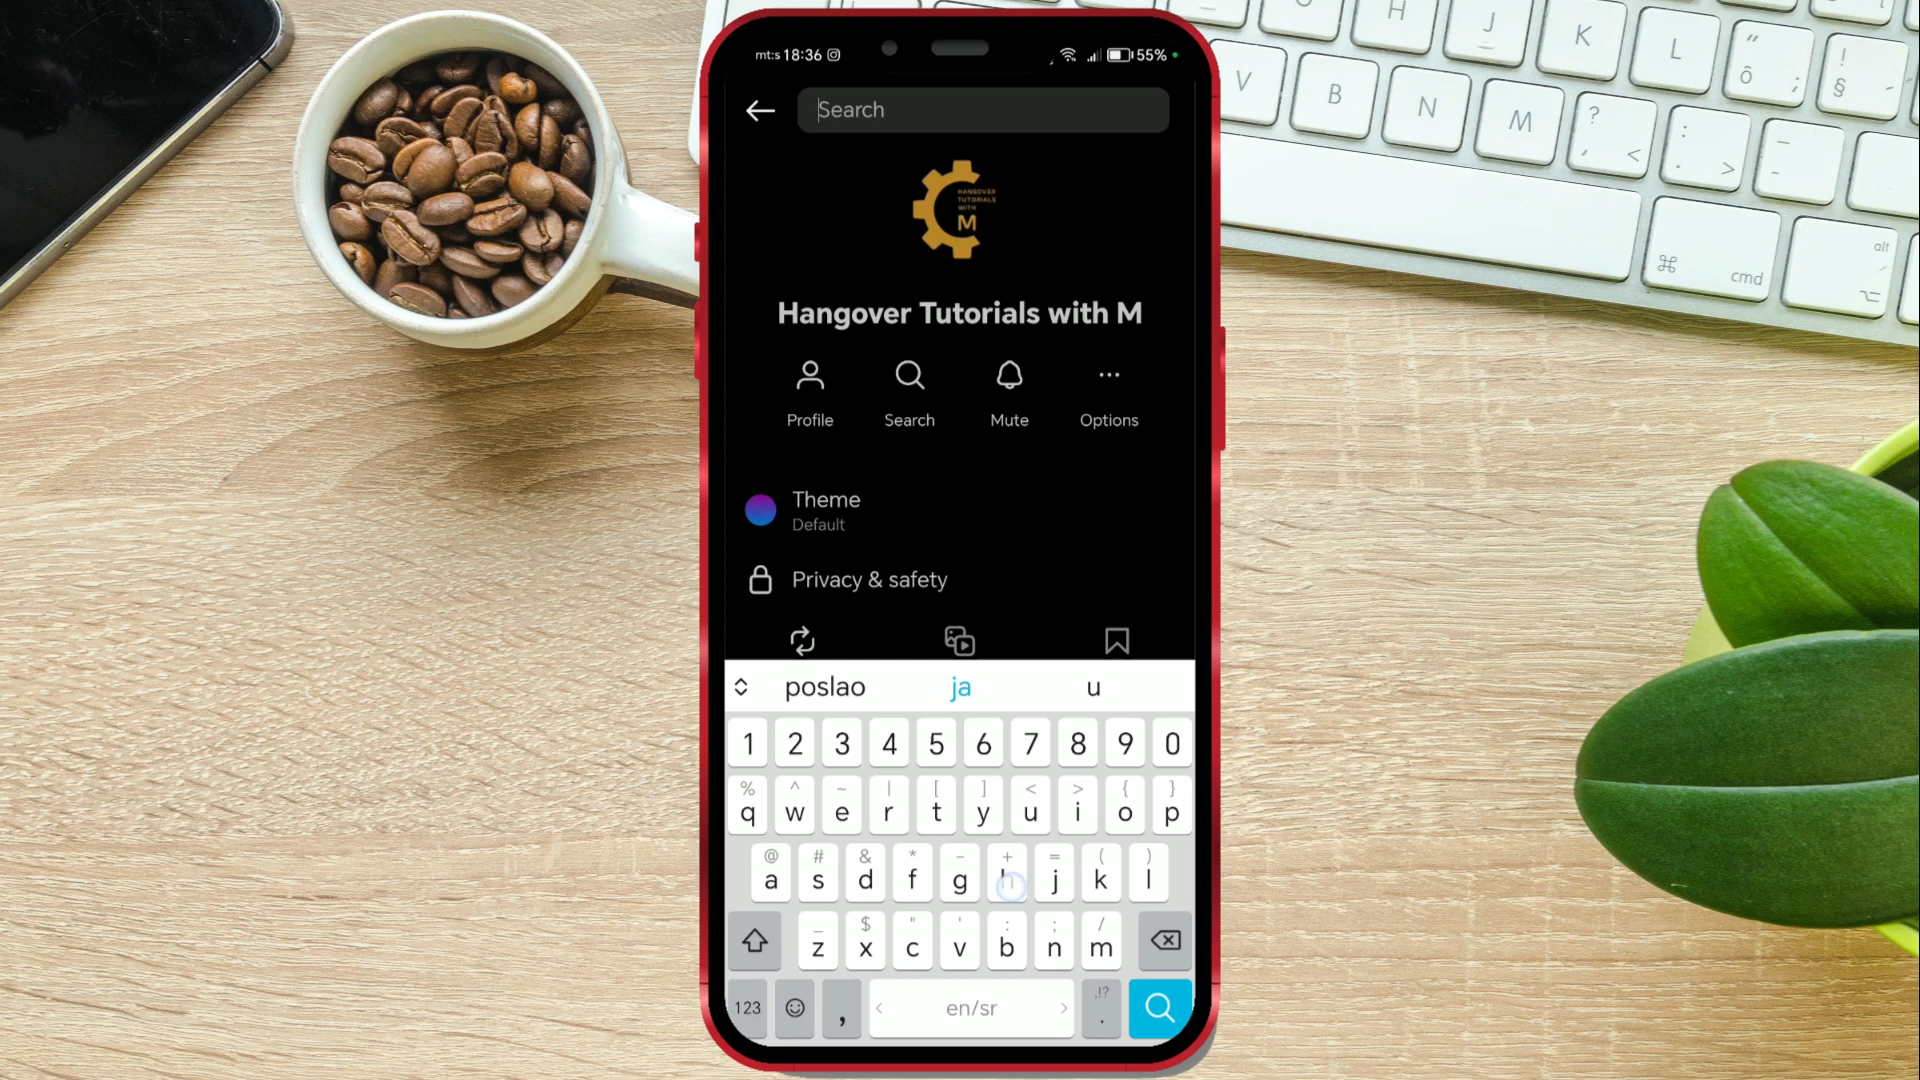 mt:s 18:36
55%
Search
HANGOVER
TUTORIALS
WITH
M
Hangover Tutorials with M
Profile Search Mute Options
Theme
Default
Privacy & safety
poslao ja u
1 2 3 4 5 6 7 8 9 0
% ^ ~ | [ ] < > { }
q w e r t y u i o p
@ # & * - + = ( )
a s d f g h j k l
_ $ " ' : ; /
z x c v b n m
123 , < en/sr > ,!? .
H J K L " ô ; ! §
V B N M ? , < : . > - -
⌘ cmd alt ⌥